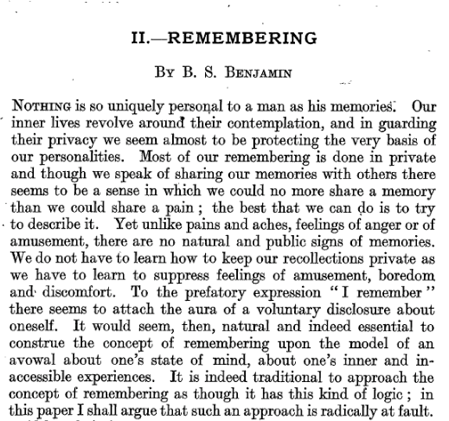 II.—REMEMBERING
By B. S. Benjamin
Nothing is so uniquely personal to a man as his memories. Our
inner lives revolve around their contemplation, and in guarding
their privacy we seem almost to be protecting the very basis of
our personalities. Most of our remembering is done in private
and though we speak of sharing our memories with others there
seems to be a sense in which we could no more share a memory
than we could share a pain ; the best that we can do is to try
to describe it. Yet unlike pains and aches, feelings of anger or of
amusement, there are no natural and public signs of memories.
We do not have to learn how to keep our recollections private as
we have to learn to suppress feelings of amusement, boredom
and discomfort. To the prefatory expression “ I remember ”
there seems to attach the aura of a voluntary disclosure about
oneself. It would seem, then, natural and indeed essential to
construe the concept of remembering upon the model of an
avowal about one’s state of mind, about one’s inner and in-
accessible experiences. It is indeed traditional to approach the
concept of remembering as though it has this kind of logic ; in
this paper I shall argue that such an approach is radically at fault.